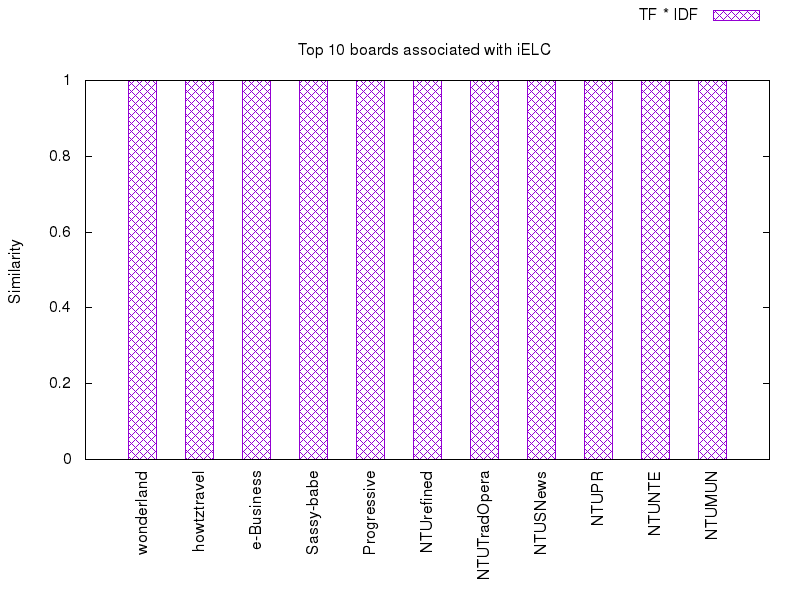 TF * IDF
Top 10 boards associated with iELC
Similarity
1
0.8
0.6
0.4
0.2
0
wonderland
howtztravel
e-Business
Sassy-babe
Progressive
NTUrefined
NTUTradOpera
NTUSNews
NTUPR
NTUNTE
NTUMUN